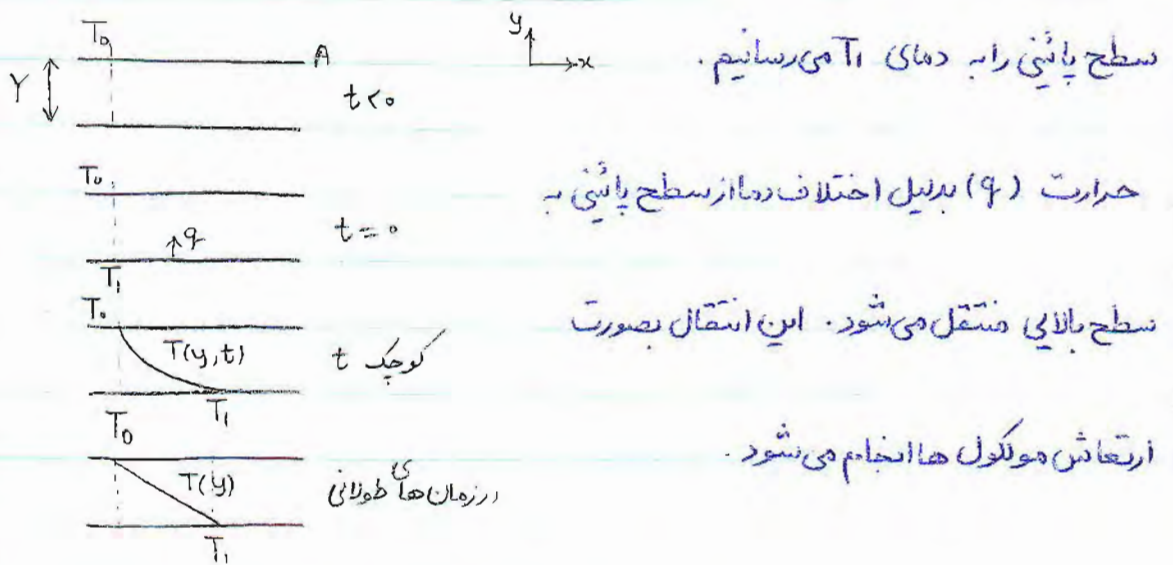 سطح پائینی را به دمای T₁ می رسانیم.
y
x
T₀
A
Y
t<0
حرارت (q) بدلیل اختلاف دما از سطح پائینی به
T₀
t=0
q
T₁
سطح بالایی منتقل می شود. این انتقال بصورت
T₀
T(y,t)
t کوچک
T₁
ارتعاش مولکول ها انجام می شود.
T₀
T(y)
در زمان های طولانی
T₁